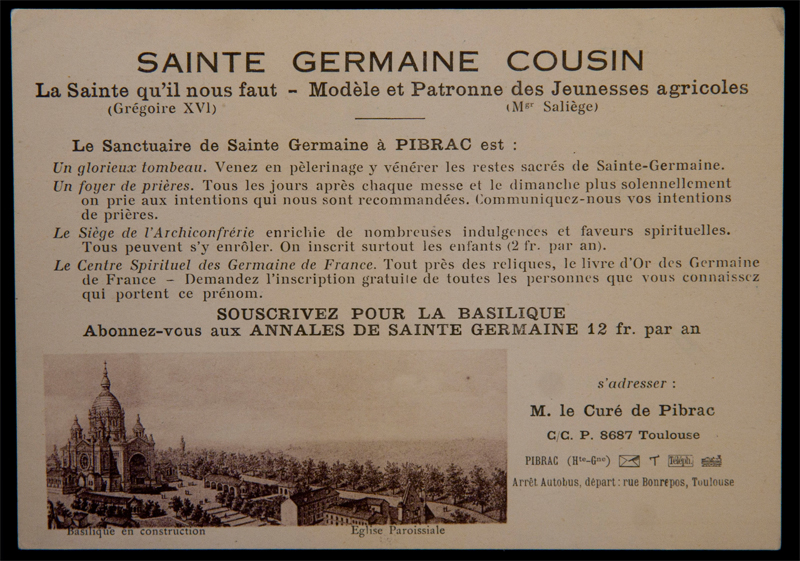 SAINTE GERMAINE COUSIN
La Sainte qu'il nous faut - Modèle et Patronne des Jeunesses agricoles
(Grégoire XVI) (Mgr Saliège)
Le Sanctuaire de Sainte Germaine à PIBRAC est :
Un glorieux tombeau. Venez en pèlerinage y vénérer les restes sacrés de Sainte-Germaine.
Un foyer de prières. Tous les jours après chaque messe et le dimanche plus solennellement
on prie aux intentions qui nous sont recommandées. Communiquez-nous vos intentions
de prières.
Le Siège de l'Archiconfrérie enrichie de nombreuses indulgences et faveurs spirituelles.
Tous peuvent s'y enrôler. On inscrit surtout les enfants (2 fr. par an).
Le Centre Spirituel des Germaine de France. Tout près des reliques, le livre d'Or des Germaine
de France - Demandez l'inscription gratuite de toutes les personnes que vous connaissez
qui portent ce prénom.
SOUSCRIVEZ POUR LA BASILIQUE
Abonnez-vous aux ANNALES DE SAINTE GERMAINE 12 fr. par an
s'adresser :
M. le Curé de Pibrac
C/C. P. 8687 Toulouse
PIBRAC (Hte-Gne) T Téléph.
Arrêt Autobus, départ : rue Bonrepos, Toulouse
Basilique en construction
Eglise Paroissiale